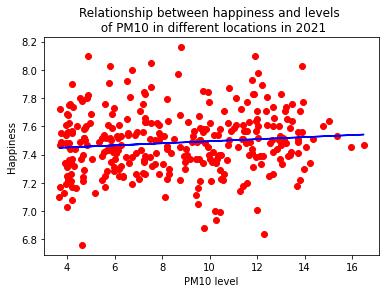 Relationship between happiness and levels
of PM10 in different locations in 2021
Happiness
8.2
8.0
7.8
7.6
7.4
7.2
7.0
6.8
4 6 8 10 12 14 16
PM10 level